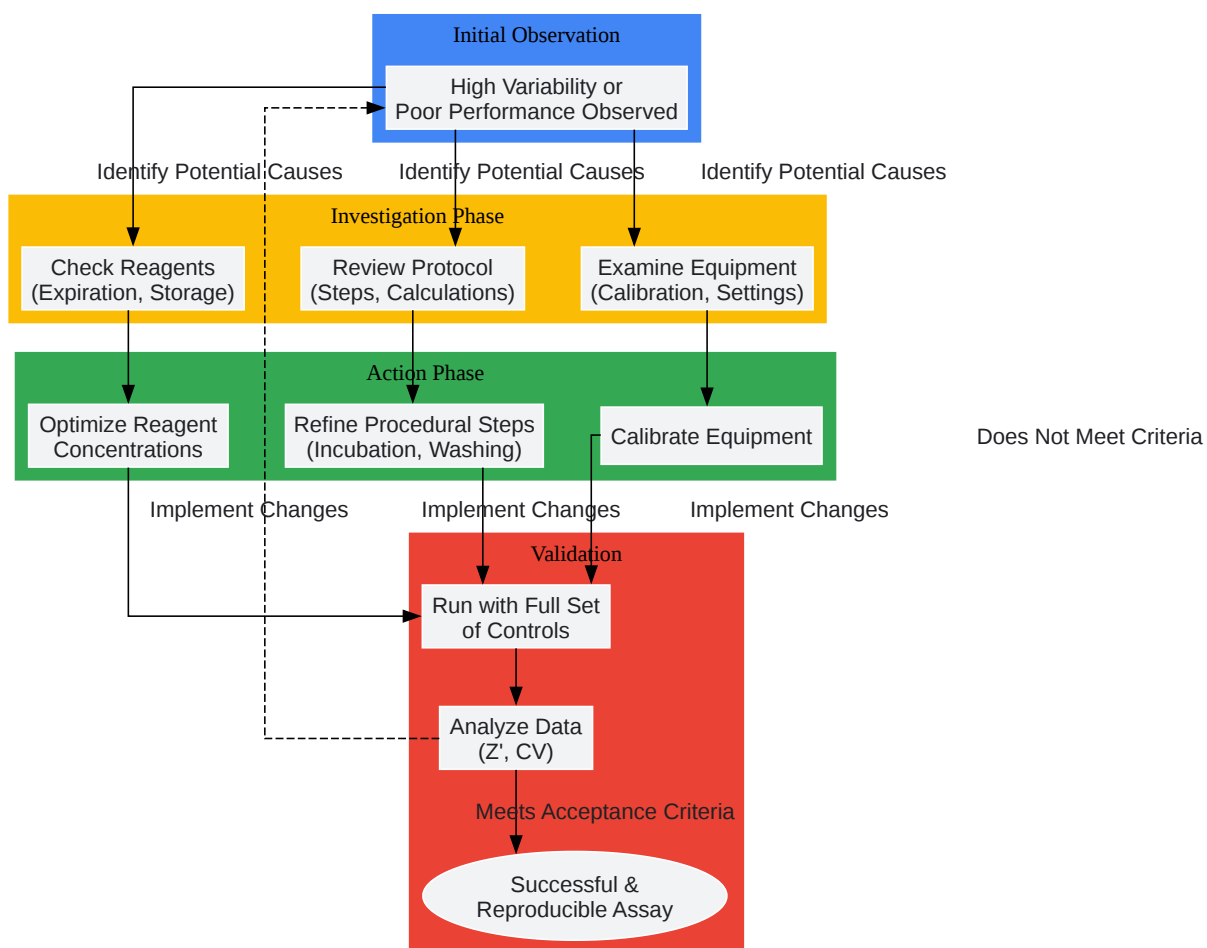 Initial Observation
High Variability or
Poor Performance Observed
Identify Potential Causes
Identify Potential Causes
Identify Potential Causes
Investigation Phase
Check Reagents
(Expiration, Storage)
Review Protocol
(Steps, Calculations)
Examine Equipment
(Calibration, Settings)
Action Phase
Optimize Reagent
Concentrations
Refine Procedural Steps
(Incubation, Washing)
Calibrate Equipment
Does Not Meet Criteria
Implement Changes
Implement Changes
Implement Changes
Validation
Run with Full Set
of Controls
Analyze Data
(Z', CV)
Meets Acceptance Criteria
Successful &
Reproducible Assay